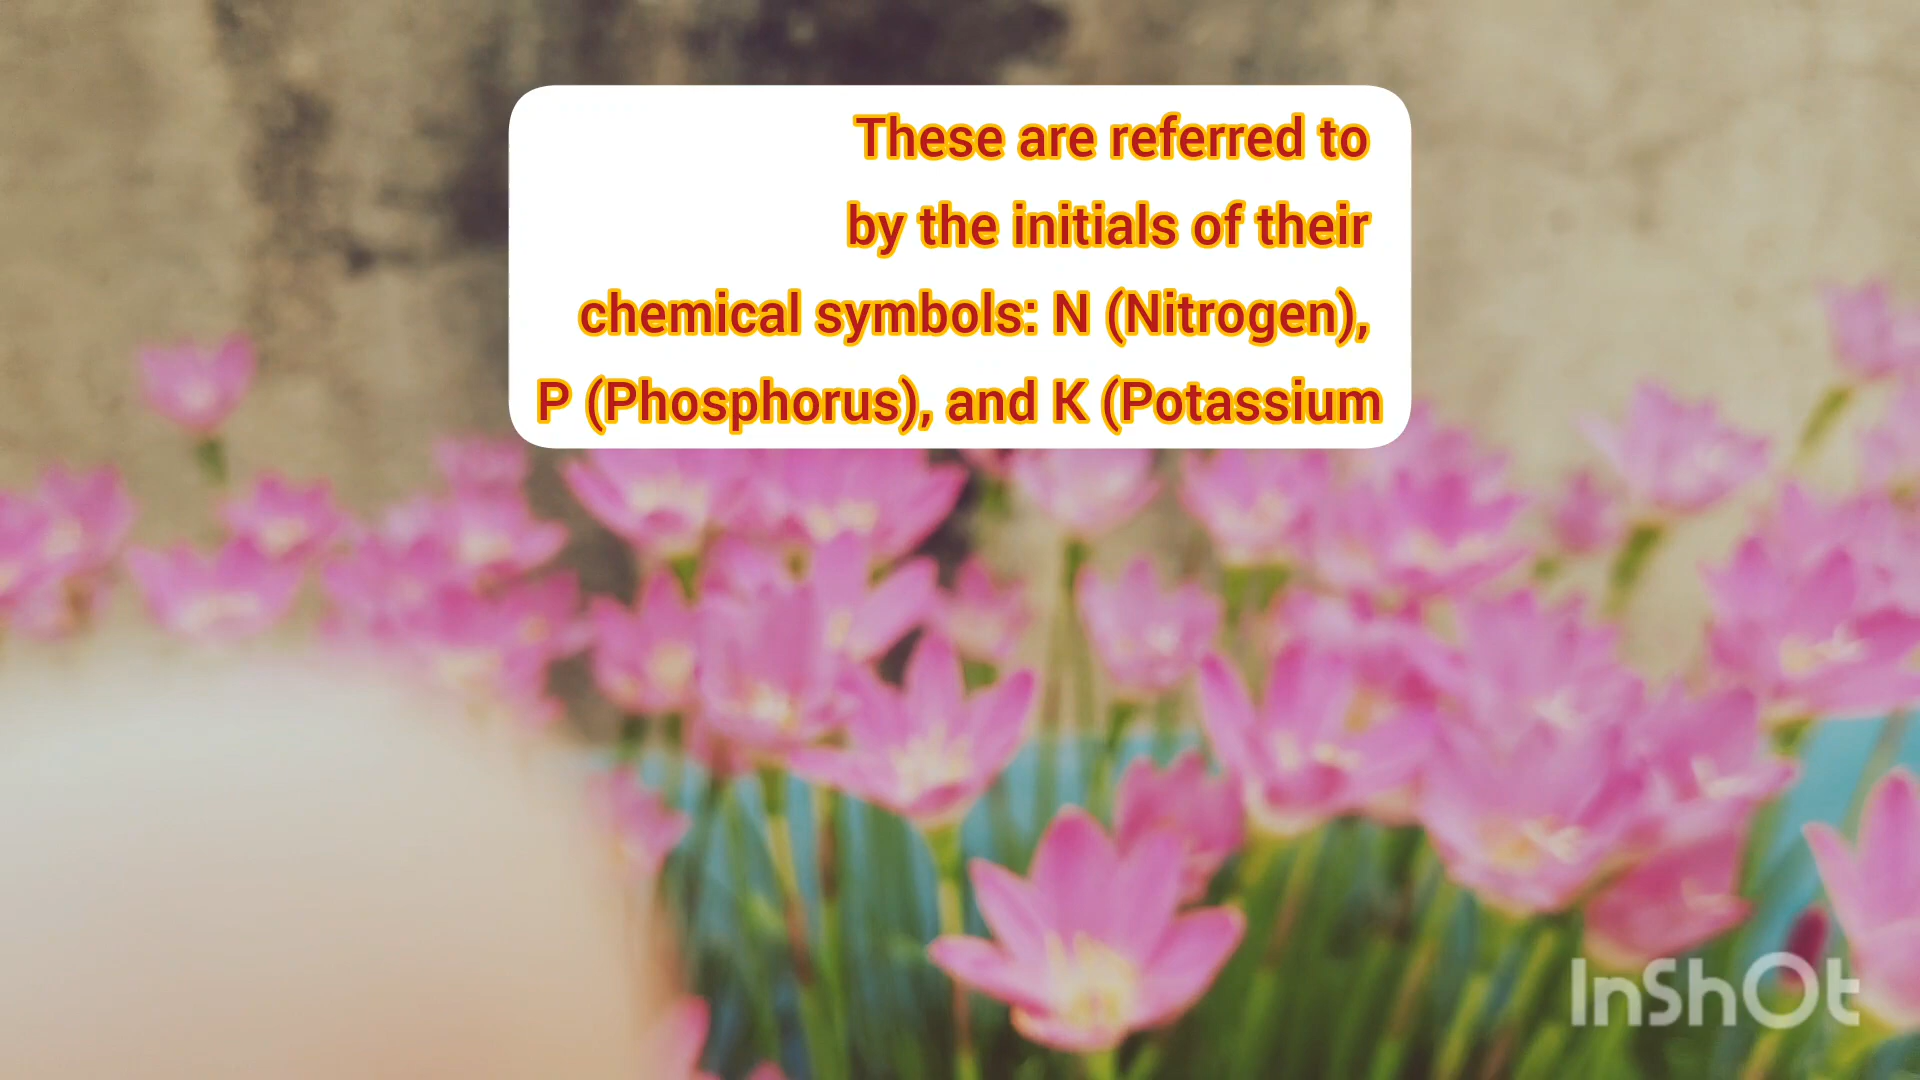 These are referred to
by the initials of their
chemical symbols: N (Nitrogen),
P (Phosphorus), and K (Potassium
InShOt